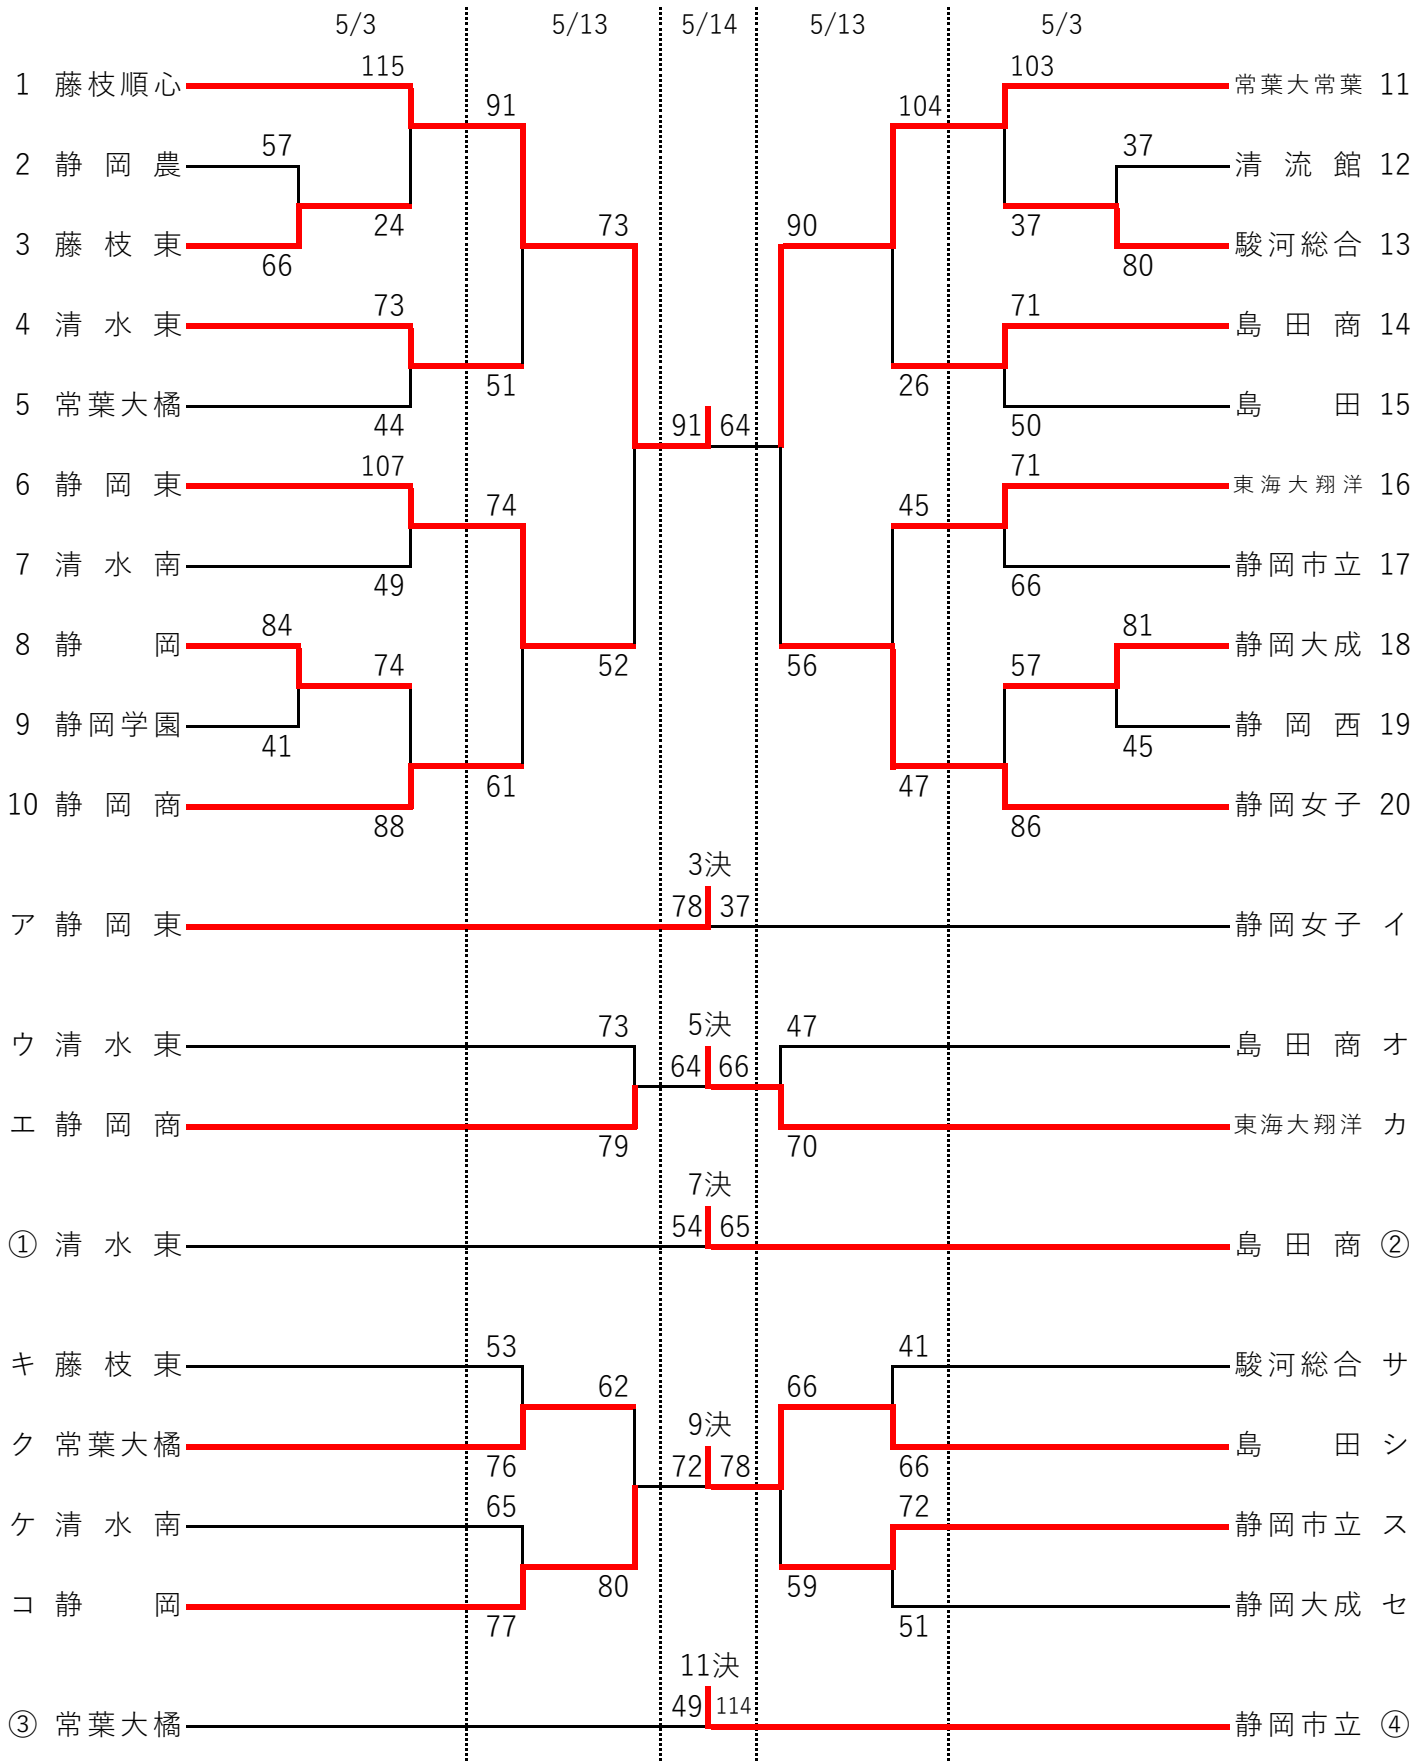 5/3 5/13 5/14 5/13 5/3
115 103
1 藤枝順心 常葉大常葉 11
91 104
57 37
2 静岡農 清流館 12
24 73 90 37
3 藤枝東 駿河総合 13
66 80
73 71
4 清水東 島田商 14
51 26
5 常葉大橘 島田 15
44 91 64 50
107 71
6 静岡東 東海大翔洋 16
74 45
7 清水南 静岡市立 17
49 66
84 81
8 静岡 静岡大成 18
74 52 56 57
9 静岡学園 静岡西 19
41 45
61 47
10 静岡商 静岡女子 20
88 86
3決
78 37
ア 静岡東 静岡女子 イ
73 5決 47
ウ 清水東 島田商 オ
64 66
エ 静岡商 東海大翔洋 カ
79 70
7決
54 65
① 清水東 島田商 ②
53 41
キ 藤枝東 駿河総合 サ
62 66
9決
ク 常葉大橘 島田 シ
76 72 78 66
65 72
ケ 清水南 静岡市立 ス
80 59
コ 静岡 静岡大成 セ
77 51
11決
49 114
③ 常葉大橘 静岡市立 ④